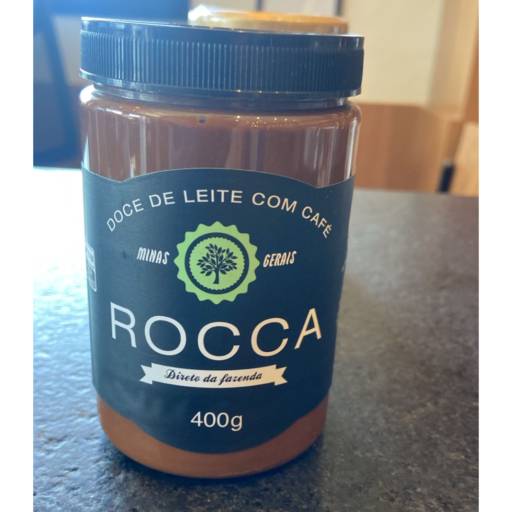 DOCE DE LEITE COM CAFÉ
MINAS GERAIS
ROCCA
Direto da fazenda
400g